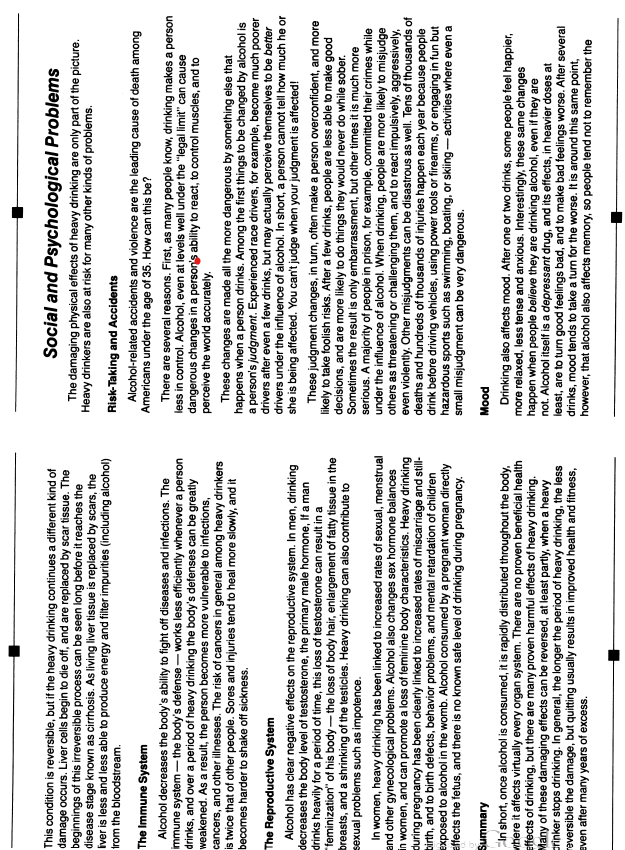 This condition is reversible, but if the heavy drinking continues a different kind of
damage occurs. Liver cells begin to die off, and are replaced by scar tissue. The
beginnings of this irreversible process can be seen long before it reaches the
disease stage known as cirrhosis. As living liver tissue is replaced by scars, the
liver is less and less able to produce energy and filter impurities (including alcohol)
from the bloodstream.
The Immune System
Alcohol decreases the body's ability to fight off diseases and infections. The
immune system — the body's defense — works less efficiently whenever a person
drinks, and over a period of heavy drinking the body's defenses can be greatly
weakened. As a result, the person becomes more vulnerable to infections,
cancers, and other illnesses. The risk of cancers in general among heavy drinkers
is twice that of other people. Sores and injuries tend to heal more slowly, and it
becomes harder to shake off sickness.
The Reproductive System
Alcohol has clear negative effects on the reproductive system. In men, drinking
decreases the body level of testosterone, the primary male hormone. If a man
drinks heavily for a period of time, this loss of testosterone can result in a
"feminization" of his body — the loss of body hair, enlargement of fatty tissue in the
breasts, and a shrinking of the testicles. Heavy drinking can also contribute to
sexual problems such as impotence.
In women, heavy drinking has been linked to increased rates of sexual, menstrual
and other gynecological problems. Alcohol also changes sex hormone balances
in women, and can promote a loss of feminine body characteristics. Heavy drinking
during pregnancy has been clearly linked to increased rates of miscarriage and still-
birth, and to birth defects, behavior problems, and mental retardation of children
exposed to alcohol in the womb. Alcohol consumed by a pregnant woman directly
affects the fetus, and there is no known safe level of drinking during pregnancy.
Summary
In short, once alcohol is consumed, it is rapidly distributed throughout the body,
where it affects virtually every organ system. There are no proven beneficial health
effects of drinking, but there are many proven harmful effects of heavy drinking.
Many of these damaging effects can be reversed, at least partly, when a heavy
drinker stops drinking. In general, the longer the period of heavy drinking, the less
reversible the damage, but quitting usually results in improved health and fitness,
even after many years of excess.
Social and Psychological Problems
The damaging physical effects of heavy drinking are only part of the picture.
Heavy drinkers are also at risk for many other kinds of problems.
Risk-Taking and Accidents
Alcohol-related accidents and violence are the leading cause of death among
Americans under the age of 35. How can this be?
There are several reasons. First, as many people know, drinking makes a person
less in control. Alcohol, even at levels well under the "legal limit" can cause
dangerous changes in a person's ability to react, to control muscles, and to
perceive the world accurately.
These changes are made all the more dangerous by something else that
happens when a person drinks. Among the first things to be changed by alcohol is
a person's judgment. Experienced race drivers, for example, become much poorer
drivers after even a few drinks, but may actually perceive themselves to be better
drivers under the influence of alcohol. In short, a person cannot tell how much he or
she is being affected. You can't judge when your judgment is affected!
These judgment changes, in turn, often make a person overconfident, and more
likely to take foolish risks. After a few drinks, people are less able to make good
decisions, and are more likely to do things they would never do while sober.
Sometimes the result is only embarrassment, but other times it is much more
serious. A majority of people in prison, for example, committed their crimes while
under the influence of alcohol. When drinking, people are more likely to misjudge
others as threatening or challenging them, and to react impulsively, aggressively,
even violently. Other misjudgments can be disastrous as well. Tens of thousands of
deaths and hundreds of thousands of injuries happen each year because people
drink before driving vehicles, using power tools or firearms, or engaging in fun but
hazardous sports such as swimming, boating, or skiing — activities where even a
small misjudgment can be very dangerous.
Mood
Drinking also affects mood. After one or two drinks, some people feel happier,
more relaxed, less tense and anxious. Interestingly, these same changes
happen when people believe they are drinking alcohol, even if they are
not. Alcohol itself is a depressant drug, and its effects, in heavier doses at
least, are to turn good feelings bad, and to make bad feelings worse. After several
drinks, mood tends to take a turn for the worse. It is around this same point,
however, that alcohol also affects memory, so people tend not to remember the